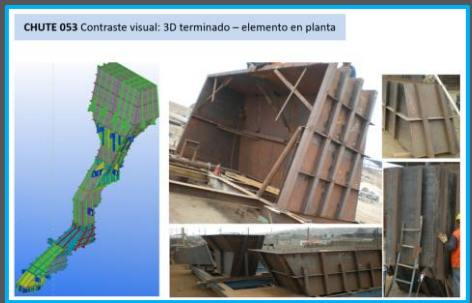 CHUTE 053 Contraste visual: 3D terminado – elemento en planta